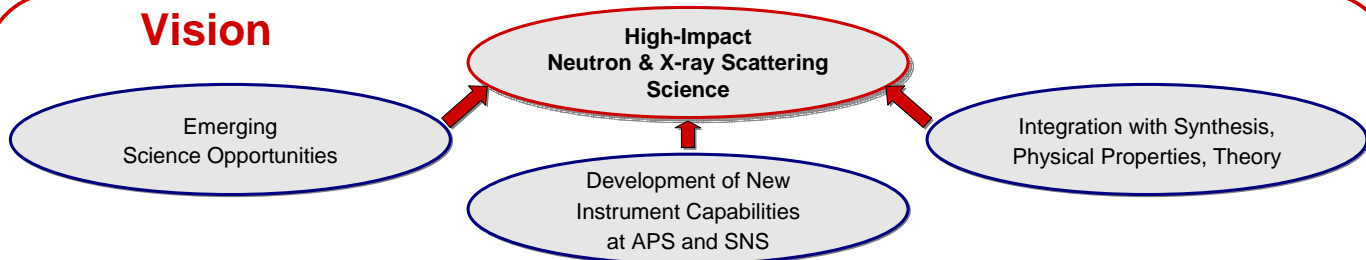 Vision
High-Impact
Neutron & X-ray Scattering
Science
Emerging
Science Opportunities
Development of New
Instrument Capabilities
at APS and SNS
Integration with Synthesis,
Physical Properties, Theory